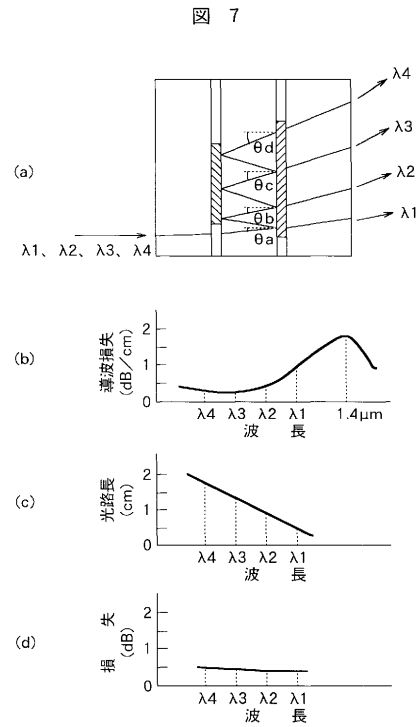 図 7
(a)
λ4
λ3
λ2
λ1
θd
θc
θb
θa
λ1、λ2、λ3、λ4
(b)
導波損失
(dB/cm)
2
1
0
λ4 λ3 λ2 λ1 1.4μm
波 長
(c)
光路長
(cm)
2
1
0
λ4 λ3 λ2 λ1
波 長
(d)
損 失
(dB)
2
1
0
λ4 λ3 λ2 λ1
波 長